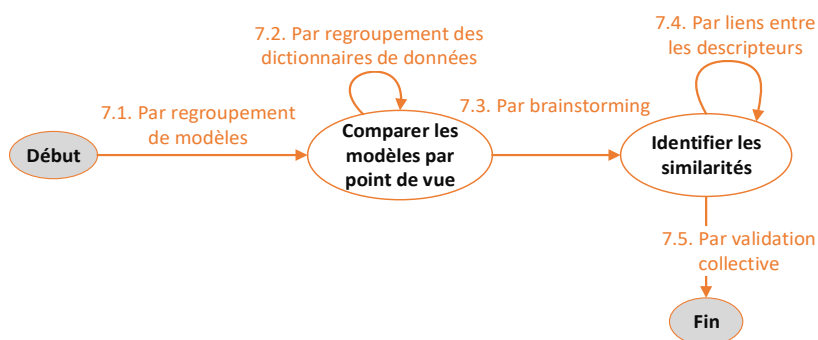 7.2. Par regroupement des
dictionnaires de données
7.4. Par liens entre
les descripteurs
7.1. Par regroupement
de modèles
7.3. Par brainstorming
Début
Comparer les
modèles par
point de vue
Identifier les
similarités
7.5. Par validation
collective
Fin